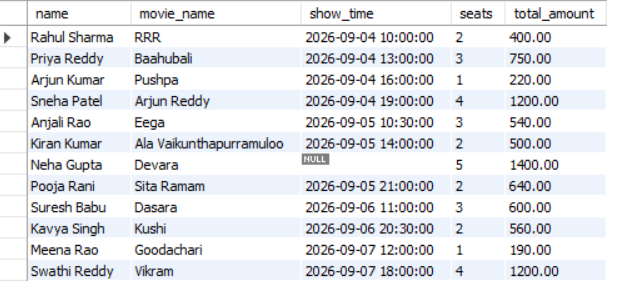 name movie_name show_time seats total_amount
Rahul Sharma RRR 2026-09-04 10:00:00 2 400.00
Priya Reddy Baahubali 2026-09-04 13:00:00 3 750.00
Arjun Kumar Pushpa 2026-09-04 16:00:00 1 220.00
Sneha Patel Arjun Reddy 2026-09-04 19:00:00 4 1200.00
Anjali Rao Eega 2026-09-05 10:30:00 3 540.00
Kiran Kumar Ala Vaikunthapurramuloo 2026-09-05 14:00:00 2 500.00
Neha Gupta Devara NULL 5 1400.00
Pooja Rani Sita Ramam 2026-09-05 21:00:00 2 640.00
Suresh Babu Dasara 2026-09-06 11:00:00 3 600.00
Kavya Singh Kushi 2026-09-06 20:30:00 2 560.00
Meena Rao Goodachari 2026-09-07 12:00:00 1 190.00
Swathi Reddy Vikram 2026-09-07 18:00:00 4 1200.00